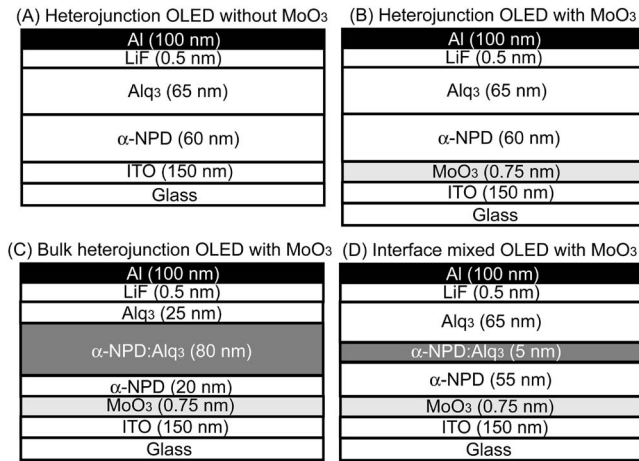 (A) Heterojunction OLED without MoO₃
Al (100 nm)
LiF (0.5 nm)
Alq₃ (65 nm)
α-NPD (60 nm)
ITO (150 nm)
Glass
(B) Heterojunction OLED with MoO₃
Al (100 nm)
LiF (0.5 nm)
Alq₃ (65 nm)
α-NPD (60 nm)
MoO₃ (0.75 nm)
ITO (150 nm)
Glass
(C) Bulk heterojunction OLED with MoO₃
Al (100 nm)
LiF (0.5 nm)
Alq₃ (25 nm)
α-NPD:Alq₃ (80 nm)
α-NPD (20 nm)
MoO₃ (0.75 nm)
ITO (150 nm)
Glass
(D) Interface mixed OLED with MoO₃
Al (100 nm)
LiF (0.5 nm)
Alq₃ (65 nm)
α-NPD:Alq₃ (5 nm)
α-NPD (55 nm)
MoO₃ (0.75 nm)
ITO (150 nm)
Glass